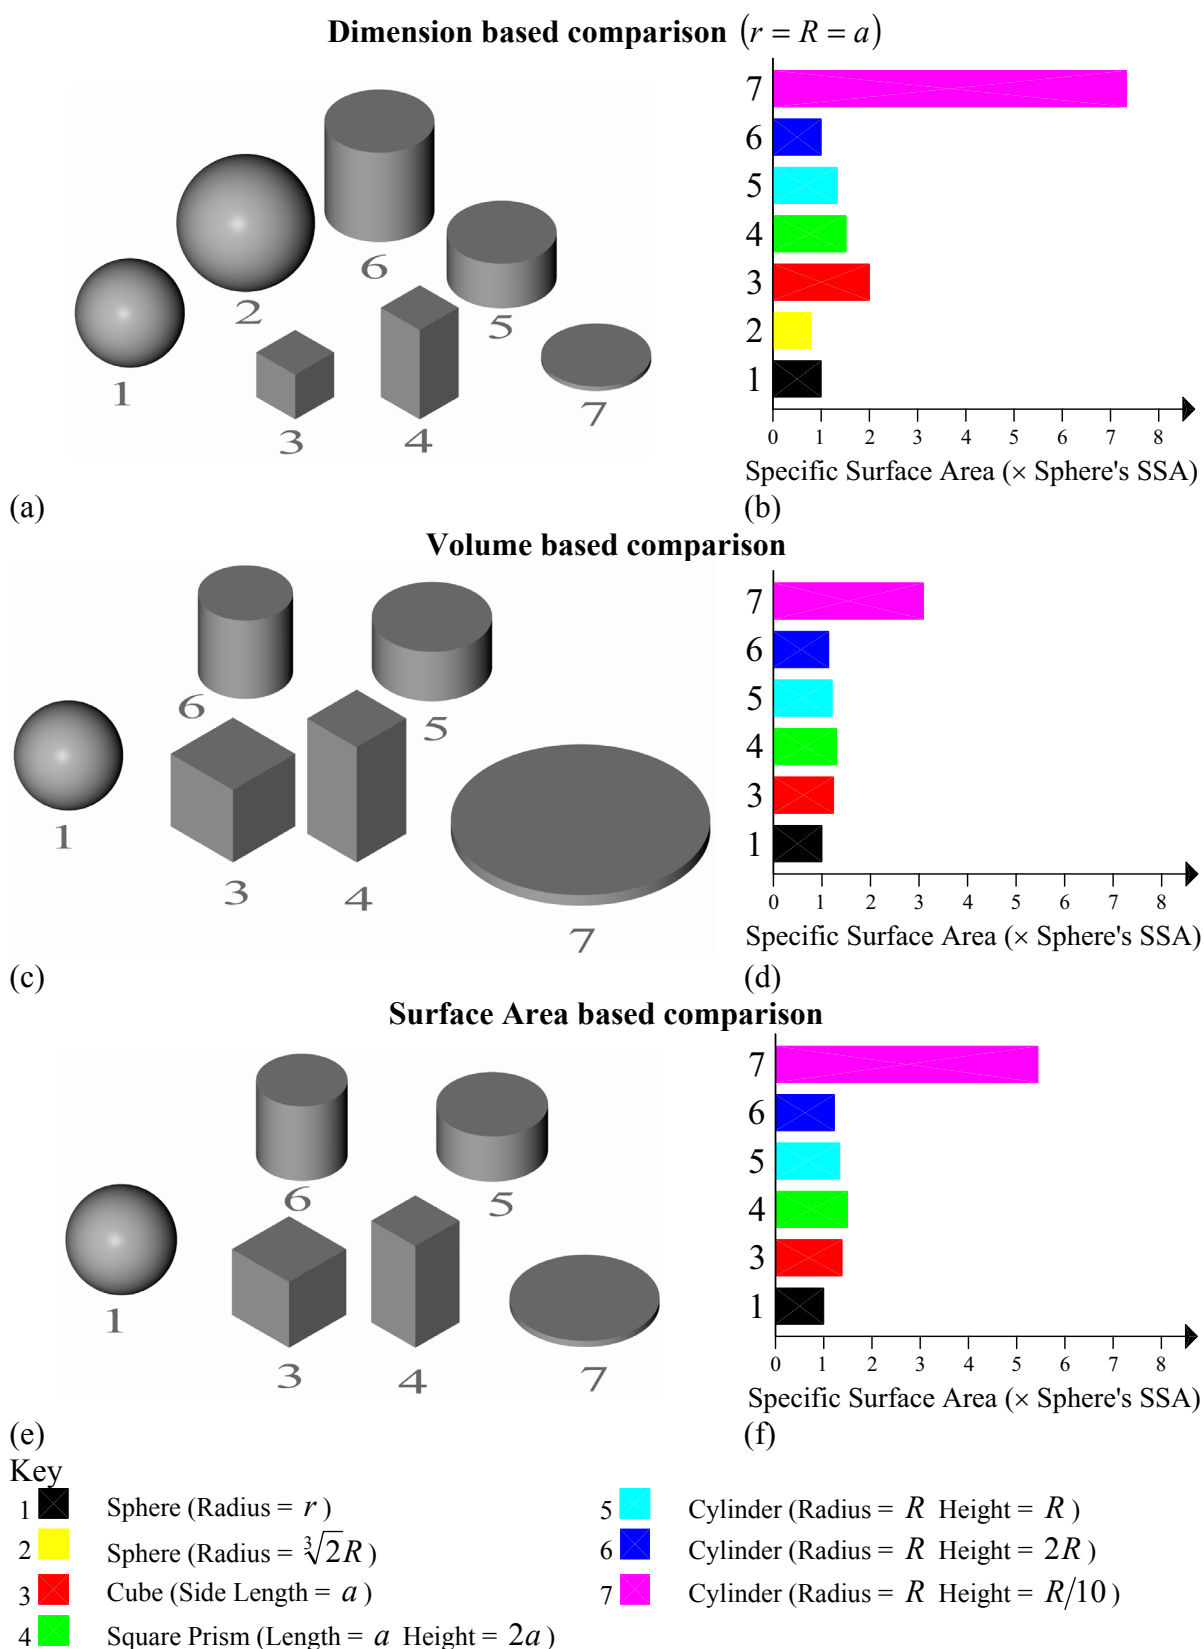 Dimension based comparison (r = R = a)
1
2
3
4
5
6
7
7
6
5
4
3
2
1
0 1 2 3 4 5 6 7 8
Specific Surface Area (× Sphere's SSA)
(a)
(b)
Volume based comparison
1
3
4
5
6
7
7
6
5
4
3
1
0 1 2 3 4 5 6 7 8
Specific Surface Area (× Sphere's SSA)
(c)
(d)
Surface Area based comparison
1
3
4
5
6
7
7
6
5
4
3
1
0 1 2 3 4 5 6 7 8
Specific Surface Area (× Sphere's SSA)
(e)
(f)
Key
1 Sphere (Radius = r)
2 Sphere (Radius = ∛2R)
3 Cube (Side Length = a)
4 Square Prism (Length = a Height = 2a)
5 Cylinder (Radius = R Height = R)
6 Cylinder (Radius = R Height = 2R)
7 Cylinder (Radius = R Height = R/10)